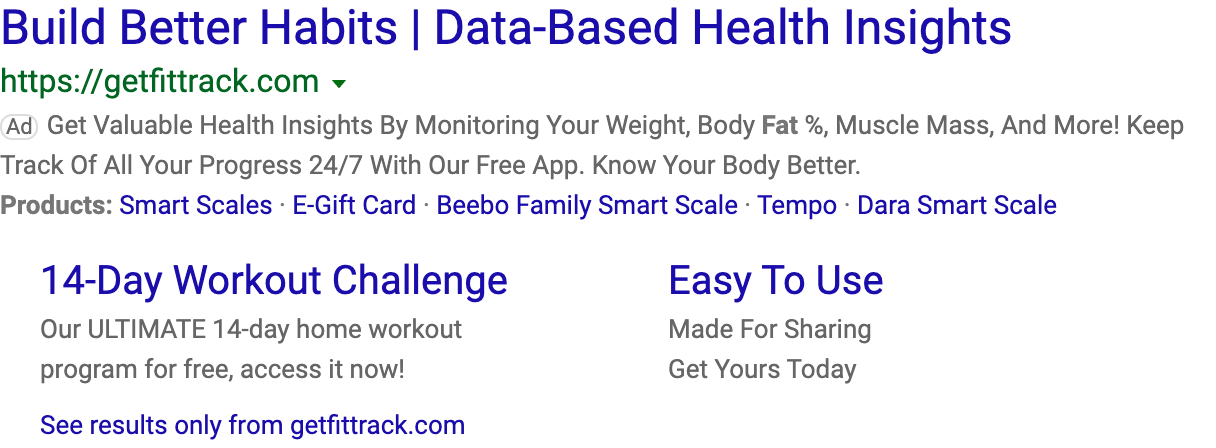 Build Better Habits | Data-Based Health Insights
https://getfittrack.com
Ad Get Valuable Health Insights By Monitoring Your Weight, Body Fat %, Muscle Mass, And More! Keep
Track Of All Your Progress 24/7 With Our Free App. Know Your Body Better.
Products: Smart Scales · E-Gift Card · Beebo Family Smart Scale · Tempo · Dara Smart Scale
14-Day Workout Challenge
Our ULTIMATE 14-day home workout
program for free, access it now!
Easy To Use
Made For Sharing
Get Yours Today
See results only from getfittrack.com